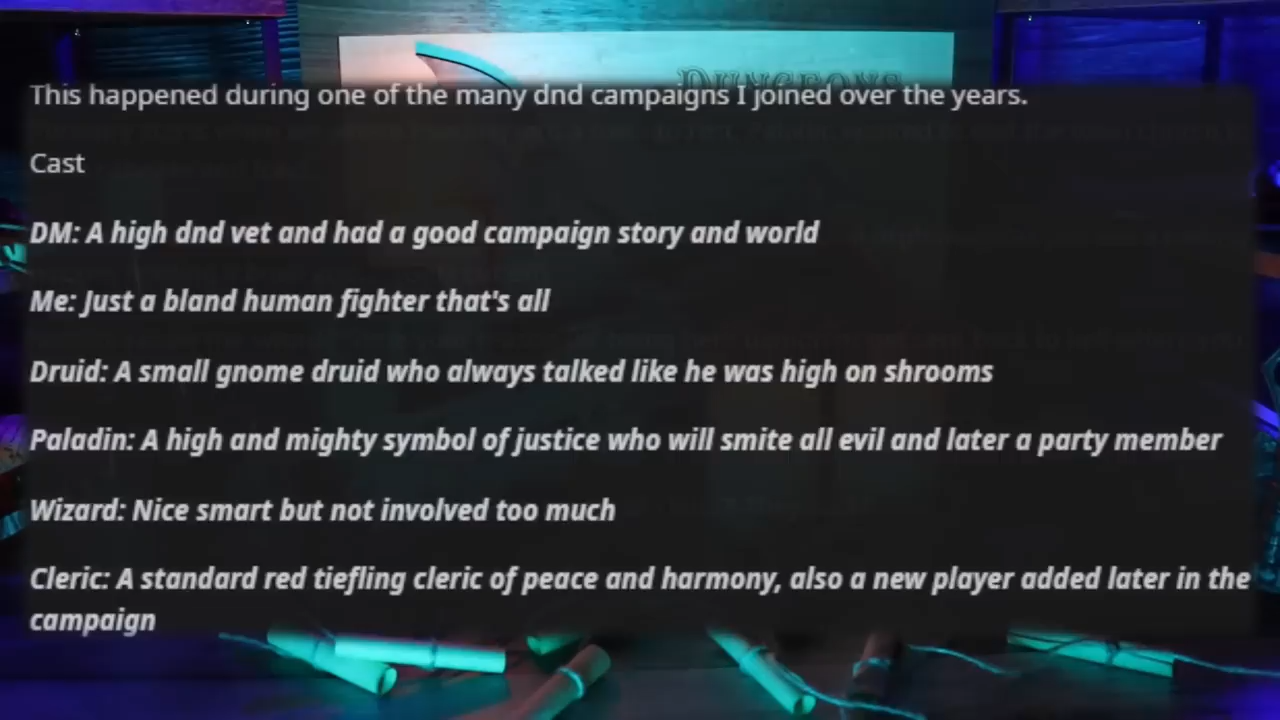 DUNGEONS
This happened during one of the many dnd campaigns I joined over the years.
Cast
DM: A high dnd vet and had a good campaign story and world
Me: Just a bland human fighter that's all
Druid: A small gnome druid who always talked like he was high on shrooms
Paladin: A high and mighty symbol of justice who will smite all evil and later a party member
Wizard: Nice smart but not involved too much
Cleric: A standard red tiefling cleric of peace and harmony, also a new player added later in the
campaign